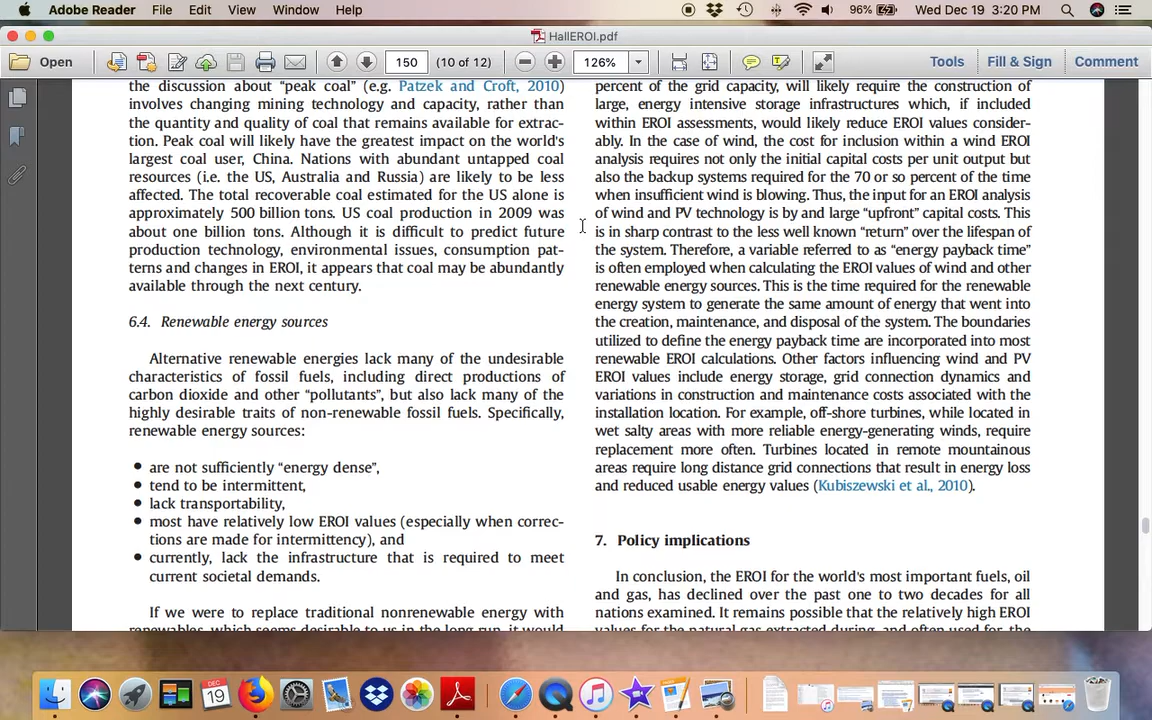 Adobe Reader File Edit View Window Help
96% Wed Dec 19 3:20 PM
HallEROI.pdf
Open 150 (10 of 12) 126% Tools Fill & Sign Comment
the discussion about “peak coal” (e.g. Patzek and Croft, 2010)
involves changing mining technology and capacity, rather than
the quantity and quality of coal that remains available for extrac-
tion. Peak coal will likely have the greatest impact on the world's
largest coal user, China. Nations with abundant untapped coal
resources (i.e. the US, Australia and Russia) are likely to be less
affected. The total recoverable coal estimated for the US alone is
approximately 500 billion tons. US coal production in 2009 was
about one billion tons. Although it is difficult to predict future
production technology, environmental issues, consumption pat-
terns and changes in EROI, it appears that coal may be abundantly
available through the next century.
6.4. Renewable energy sources
Alternative renewable energies lack many of the undesirable
characteristics of fossil fuels, including direct productions of
carbon dioxide and other “pollutants”, but also lack many of the
highly desirable traits of non-renewable fossil fuels. Specifically,
renewable energy sources:
● are not sufficiently “energy dense”,
● tend to be intermittent,
● lack transportability,
● most have relatively low EROI values (especially when correc-
tions are made for intermittency), and
● currently, lack the infrastructure that is required to meet
current societal demands.
If we were to replace traditional nonrenewable energy with
renewables, which seems desirable to us in the long run, it would
percent of the grid capacity, will likely require the construction of
large, energy intensive storage infrastructures which, if included
within EROI assessments, would likely reduce EROI values consider-
ably. In the case of wind, the cost for inclusion within a wind EROI
analysis requires not only the initial capital costs per unit output but
also the backup systems required for the 70 or so percent of the time
when insufficient wind is blowing. Thus, the input for an EROI analysis
of wind and PV technology is by and large “upfront” capital costs. This
is in sharp contrast to the less well known “return” over the lifespan of
the system. Therefore, a variable referred to as “energy payback time”
is often employed when calculating the EROI values of wind and other
renewable energy sources. This is the time required for the renewable
energy system to generate the same amount of energy that went into
the creation, maintenance, and disposal of the system. The boundaries
utilized to define the energy payback time are incorporated into most
renewable EROI calculations. Other factors influencing wind and PV
EROI values include energy storage, grid connection dynamics and
variations in construction and maintenance costs associated with the
installation location. For example, off-shore turbines, while located in
wet salty areas with more reliable energy-generating winds, require
replacement more often. Turbines located in remote mountainous
areas require long distance grid connections that result in energy loss
and reduced usable energy values (Kubiszewski et al., 2010).
7. Policy implications
In conclusion, the EROI for the world's most important fuels, oil
and gas, has declined over the past one to two decades for all
nations examined. It remains possible that the relatively high EROI
values for the natural gas extracted during, and often used for, the
DEC
19